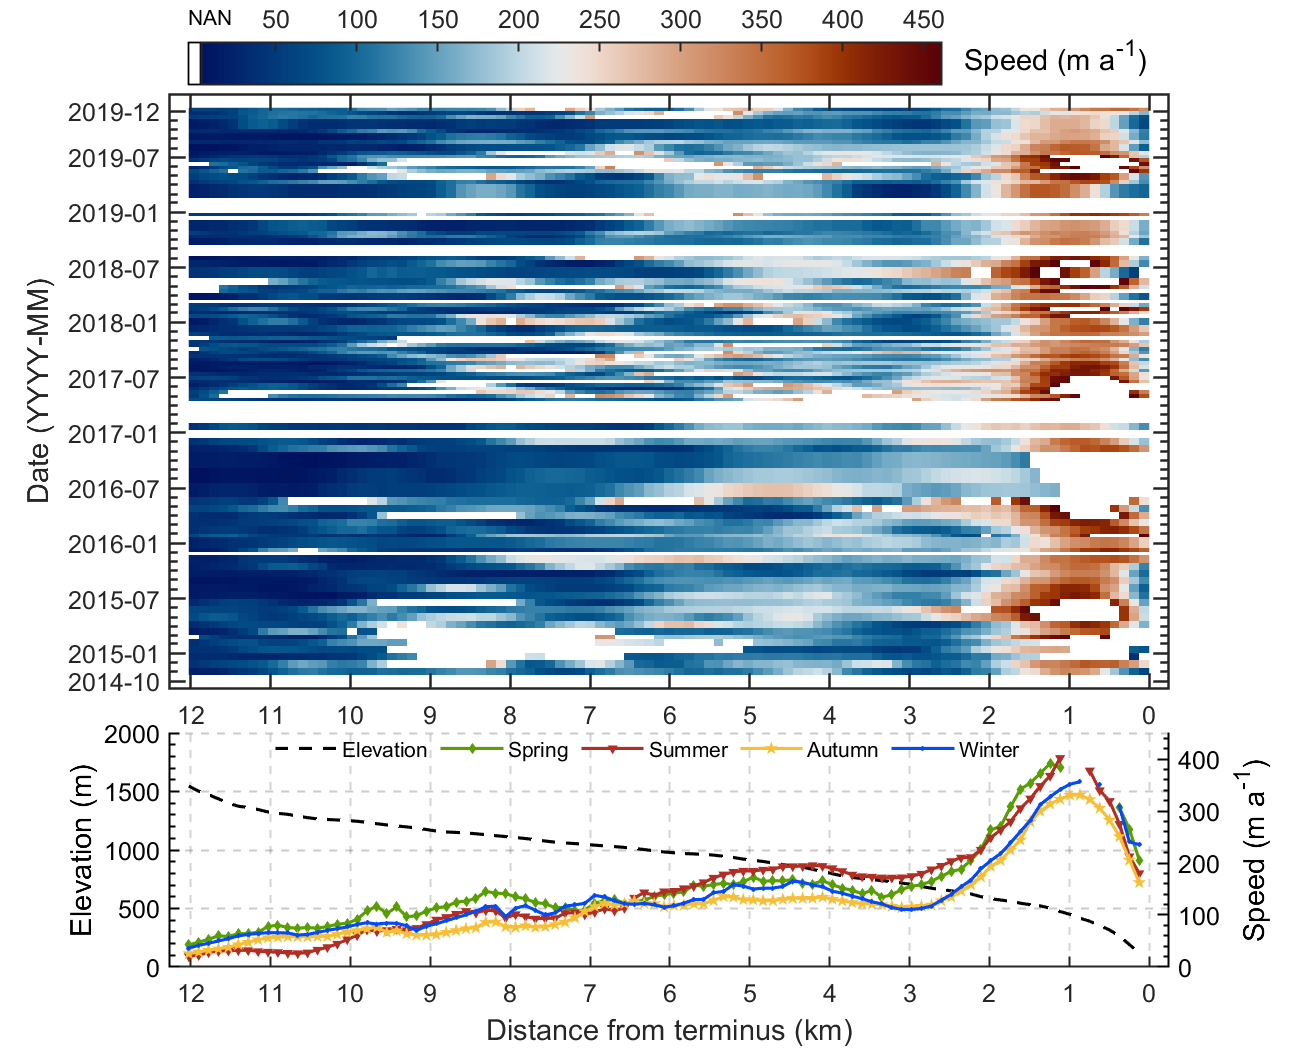 NAN 50 100 150 200 250 300 350 400 450
Speed (m a⁻¹)
Date (YYYY-MM)
2019-12
2019-07
2019-01
2018-07
2018-01
2017-07
2017-01
2016-07
2016-01
2015-07
2015-01
2014-10
12 11 10 9 8 7 6 5 4 3 2 1 0
Elevation (m)
2000
1500
1000
500
0
Elevation Spring Summer Autumn Winter
400
300
200
100
0
Speed (m a⁻¹)
12 11 10 9 8 7 6 5 4 3 2 1 0
Distance from terminus (km)